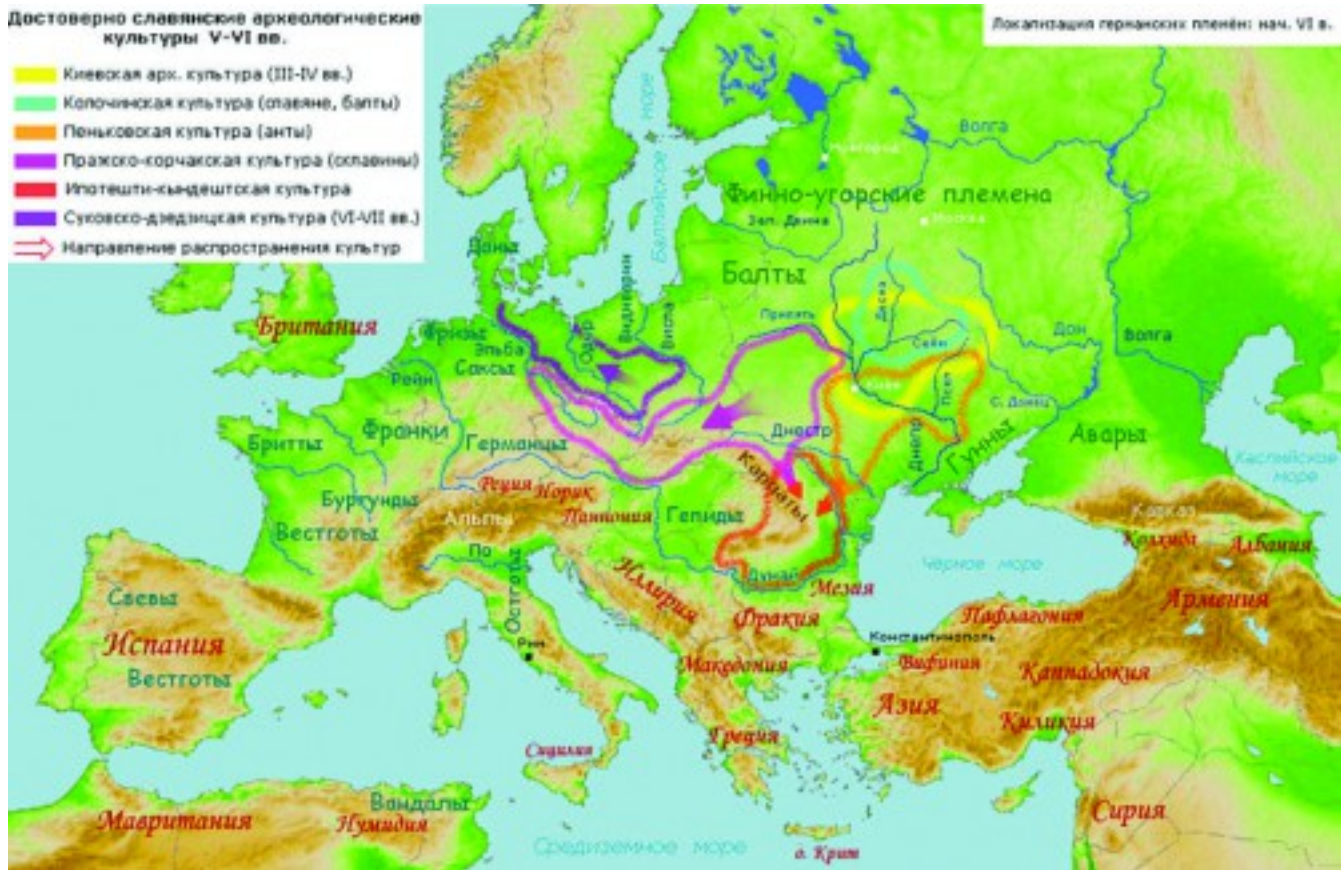 Достоверно славянские археологические
культуры V-VI вв.
Киевская арх. культура (III-IV вв.)
Колочинская культура (славяне, балты)
Пеньковская культура (анты)
Пражско-корчакская культура (склавины)
Ипотешти-кындештская культура
Суковско-дзедзицкая культура (VI-VII вв.)
Направление распространения культур
Локализация германских племён: нач. VI в.
Волга
Новгород
Балтийское море
Финно-угорские племена
Зап. Двина
Москва
Даны
Балты
Британия
Фризы
Эльба
Саксы
Одер
Видиварии
Висла
Припять
Десна
Сейм
Дон
Волга
Рейн
Киев
Псел
С. Донец
Бритты
Франки
Германцы
Днестр
Днепр
Гунны
Авары
Каспийское
море
Бургунды
Вестготы
Реция
Норик
Паннония
Гепиды
Карпаты
Альпы
Кавказ
По
Остготы
Дунай
Колхида
Албания
Чёрное море
Свевы
Испания
Вестготы
Иллирия
Мезия
Фракия
Пафлагония
Армения
Рим
Константинополь
Македония
Вифиния
Каппадокия
Азия
Киликия
Греция
Сицилия
Вандалы
Мавритания
Нумидия
Сирия
Средиземное море
о. Крит